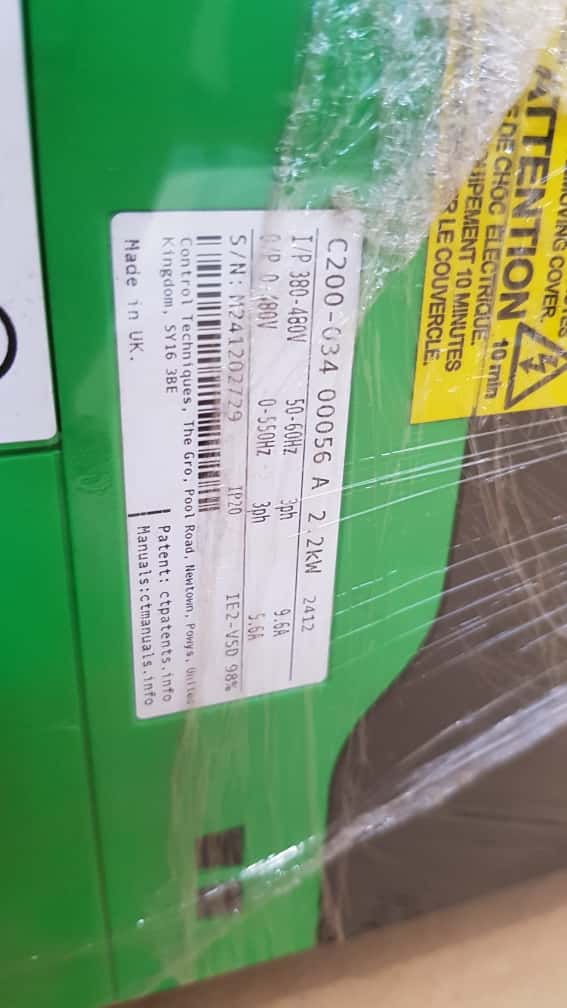 C200-034 00056 A 2.2kW 2412
I/P 380-480V 50-60Hz 3ph 9.6A
O/P 0-480V 0-550HZ 3ph 5.6A
S/N: M241202729 IP20 IE2-VSD 98%
Control Techniques, The Gro, Pool Road, Newtown, Powys, United
Kingdom, SY16 3BE
Patent: ctpatents.info
Made in UK.
Manuals:ctmanuals.info
COVER.
ATTENTION 10 min
DE CHOC ELECTRIQUE.
10 MINUTES
LE COUVERCLE.